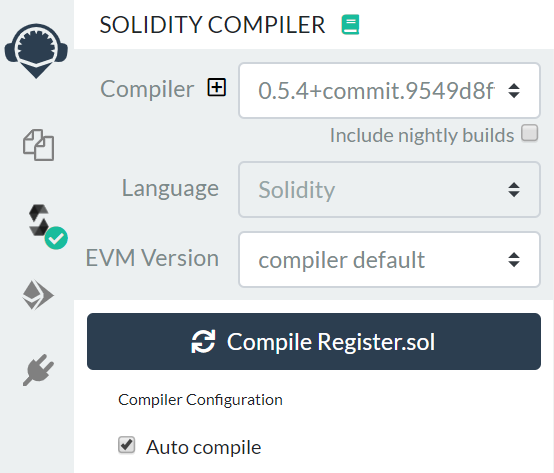 SOLIDITY COMPILER
Compiler 0.5.4+commit.9549d8f
Include nightly builds
Language Solidity
EVM Version compiler default
Compile Register.sol
Compiler Configuration
Auto compile